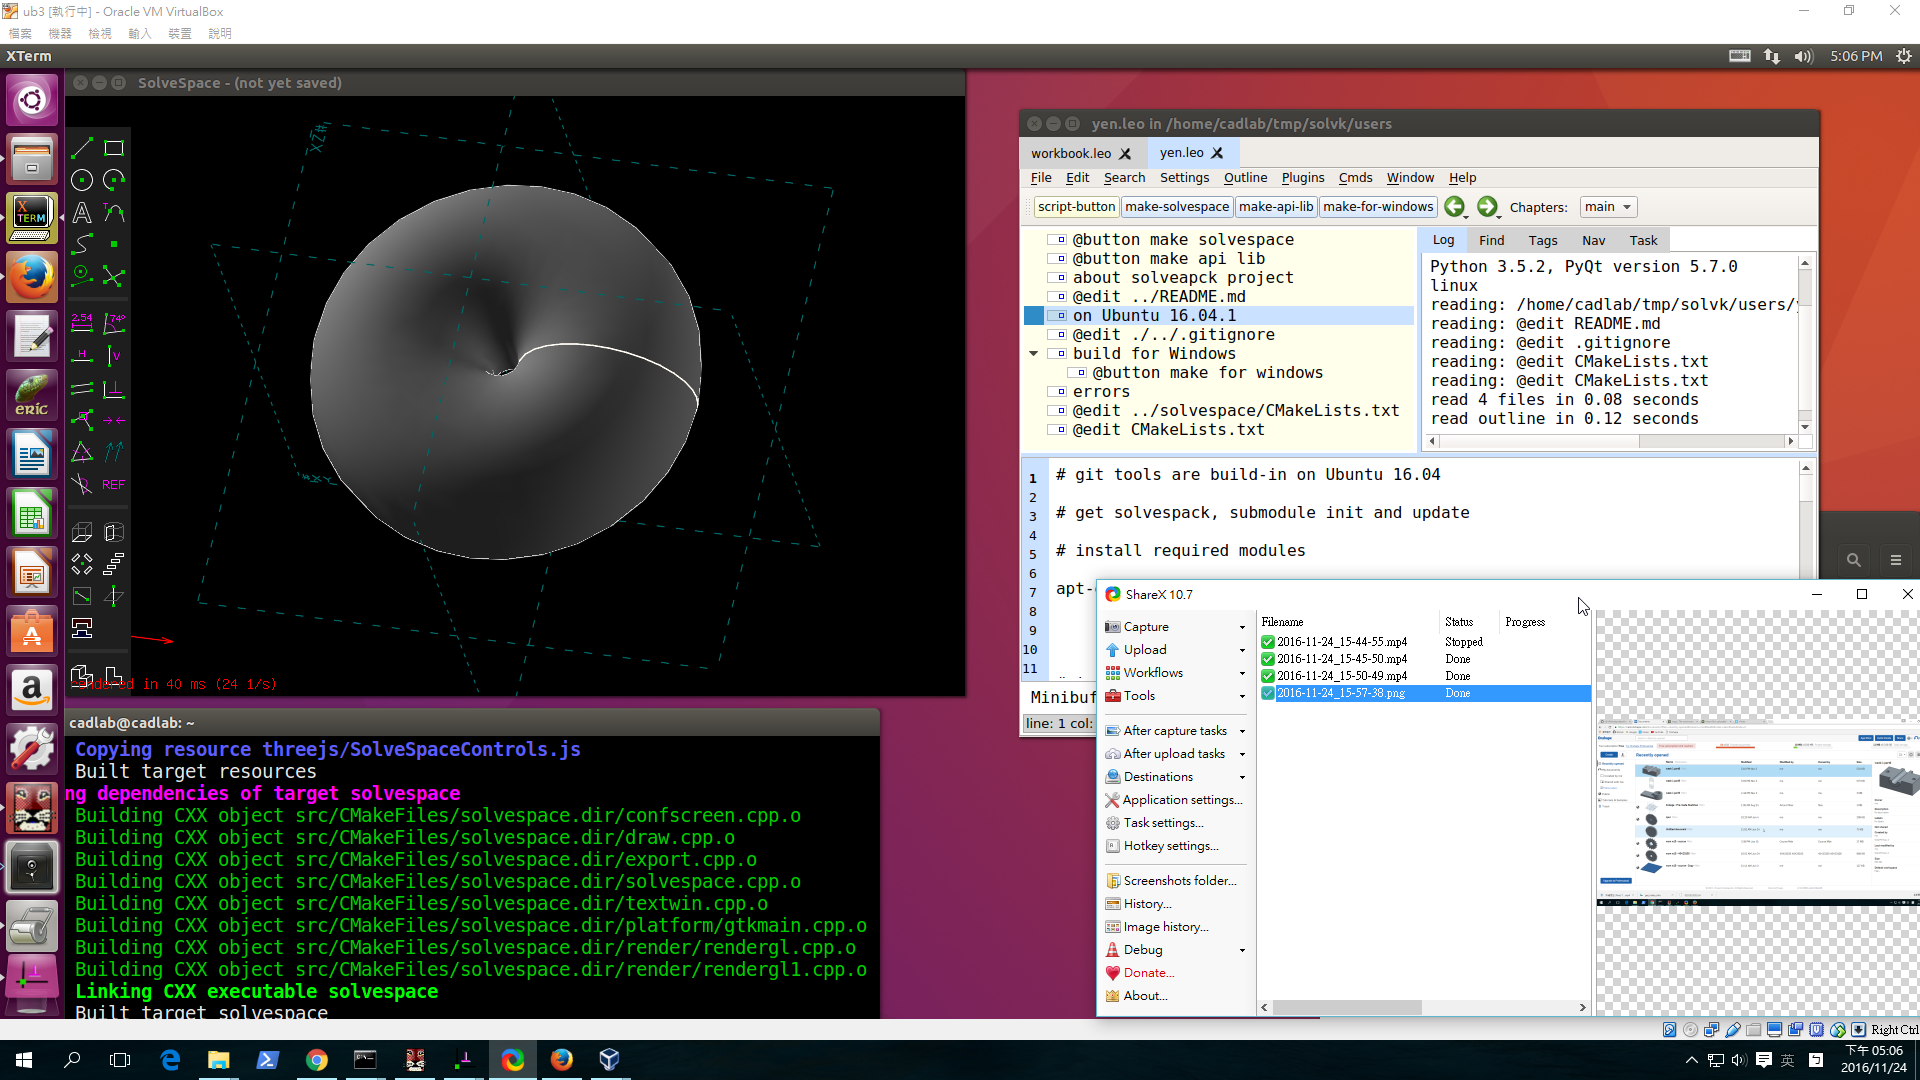 ub3 [執行中] - Oracle VM VirtualBox
檔案 機器 檢視 輸入 裝置 說明
XTerm
5:06 PM
SolveSpace - (not yet saved)
#XZ
#XY
2.54 74°
H V
REF
rendered in 40 ms (24 1/s)
X TERM
eric
yen.leo in /home/cadlab/tmp/solvk/users
workbook.leo
yen.leo
File Edit Search Settings Outline Plugins Cmds Window Help
script-button make-solvespace make-api-lib make-for-windows Chapters: main
@button make solvespace
@button make api lib
about solveapck project
@edit ../README.md
on Ubuntu 16.04.1
@edit ./../.gitignore
build for Windows
@button make for windows
errors
@edit ../solvespace/CMakeLists.txt
@edit CMakeLists.txt
Log Find Tags Nav Task
Python 3.5.2, PyQt version 5.7.0
linux
reading: /home/cadlab/tmp/solvk/users/
reading: @edit README.md
reading: @edit .gitignore
reading: @edit CMakeLists.txt
reading: @edit CMakeLists.txt
read 4 files in 0.08 seconds
read outline in 0.12 seconds
1 # git tools are build-in on Ubuntu 16.04
2
3 # get solvespack, submodule init and update
4
5 # install required modules
6
7 apt-
8
9
10
11
Minibuf
line: 1 col:
ShareX 10.7
Capture
Upload
Workflows
Tools
After capture tasks
After upload tasks
Destinations
Application settings...
Task settings...
Hotkey settings...
Screenshots folder...
History...
Image history...
Debug
Donate...
About...
Filename Status Progress
2016-11-24_15-44-55.mp4 Stopped
2016-11-24_15-45-50.mp4 Done
2016-11-24_15-50-49.mp4 Done
2016-11-24_15-57-38.png Done
cadlab@cadlab: ~
Copying resource threejs/SolveSpaceControls.js
Built target resources
ng dependencies of target solvespace
Building CXX object src/CMakeFiles/solvespace.dir/confscreen.cpp.o
Building CXX object src/CMakeFiles/solvespace.dir/draw.cpp.o
Building CXX object src/CMakeFiles/solvespace.dir/export.cpp.o
Building CXX object src/CMakeFiles/solvespace.dir/solvespace.cpp.o
Building CXX object src/CMakeFiles/solvespace.dir/textwin.cpp.o
Building CXX object src/CMakeFiles/solvespace.dir/platform/gtkmain.cpp.o
Building CXX object src/CMakeFiles/solvespace.dir/render/rendergl.cpp.o
Building CXX object src/CMakeFiles/solvespace.dir/render/rendergl1.cpp.o
Linking CXX executable solvespace
Built target solvespace
Right Ctrl
英
下午 05:06
2016/11/24